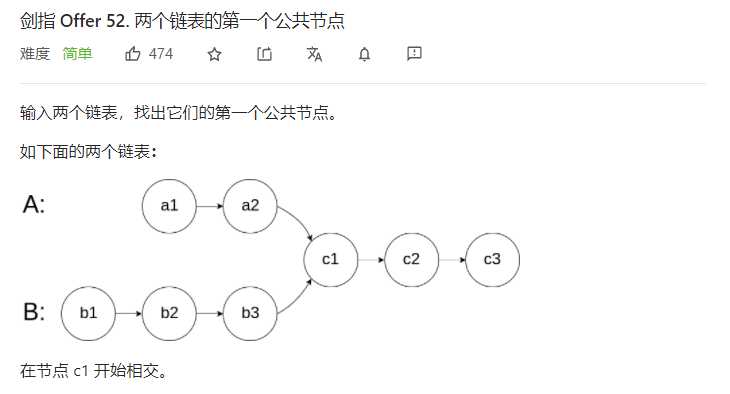 剑指 Offer 52. 两个链表的第一个公共节点
难度 简单 474
输入两个链表，找出它们的第一个公共节点。
如下面的两个链表：
A: a1 a2
c1 c2 c3
B: b1 b2 b3
在节点 c1 开始相交。